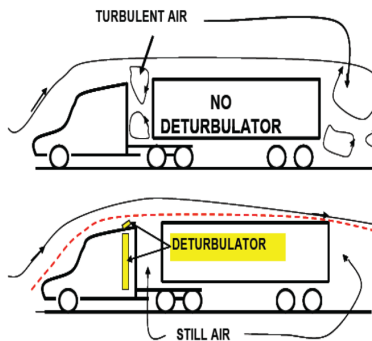 TURBULENT AIR
NO
DETURBULATOR
DETURBULATOR
STILL AIR